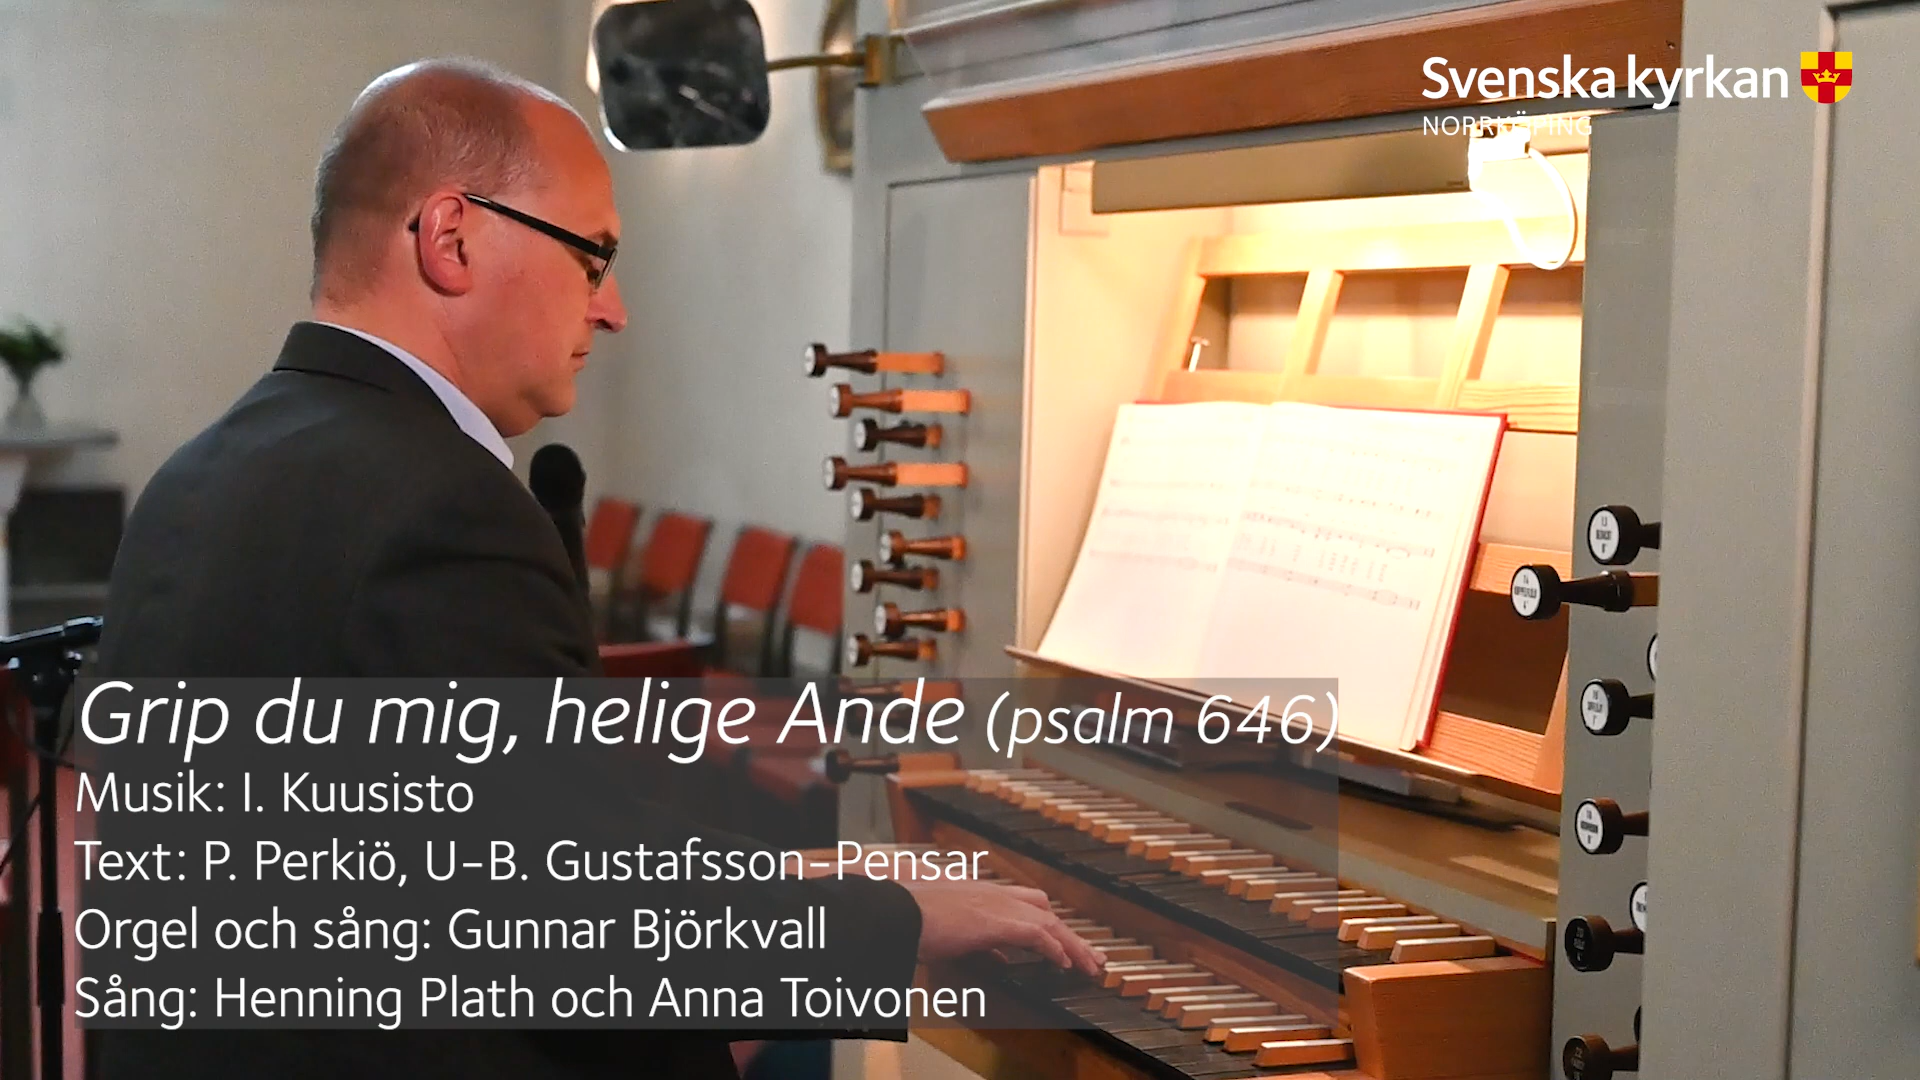 Svenska kyrkan
NORRKÖPING
Grip du mig, helige Ande (psalm 646)
Musik: I. Kuusisto
Text: P. Perkiö, U-B. Gustafsson-Pensar
Orgel och sång: Gunnar Björkvall
Sång: Henning Plath och Anna Toivonen